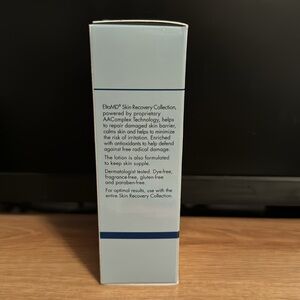 EltaMD® Skin Recovery Collection,
powered by proprietary
AAComplex Technology, helps
to repair damaged skin barrier,
calms skin and helps to minimize
the risk of irritation. Enriched
with antioxidants to help defend
against free radical damage.
The lotion is also formulated
to keep skin supple.
Dermatologist tested. Dye-free,
fragrance-free, gluten-free
and paraben-free.
For optimal results, use with the
entire Skin Recovery Collection.